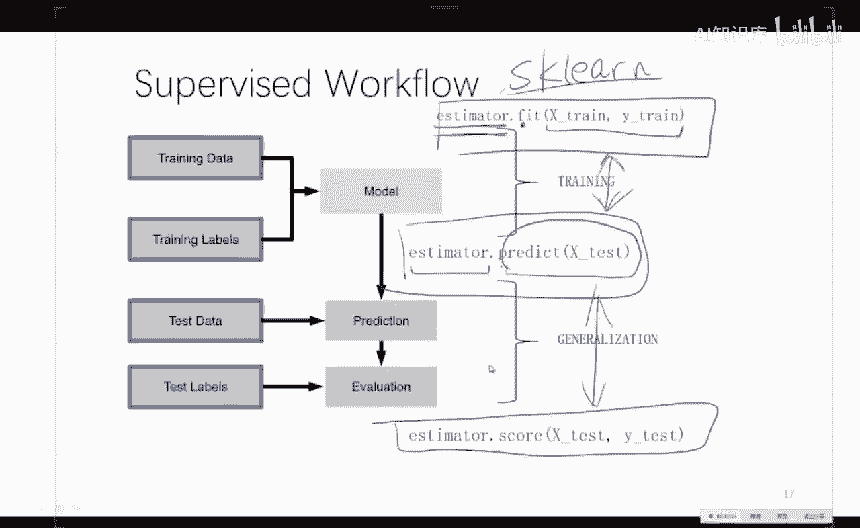 AI知识库 bilibili
Supervised Workflow
sklearn
estimator.fit(X_train, y_train)
Training Data
Model
TRAINING
Training Labels
estimator.predict(X_test)
Test Data
Prediction
GENERALIZATION
Test Labels
Evaluation
estimator.score(X_test, y_test)
17